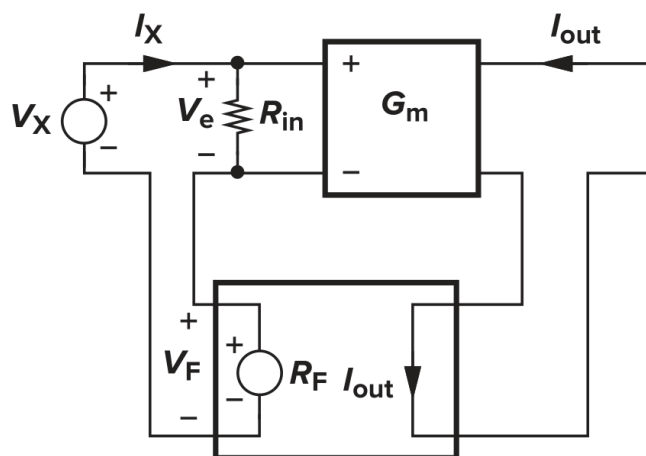 I_X
I_out
+
+
+
V_X
V_e
R_in
G_m
−
−
−
+
+
V_F
R_F
I_out
−
−